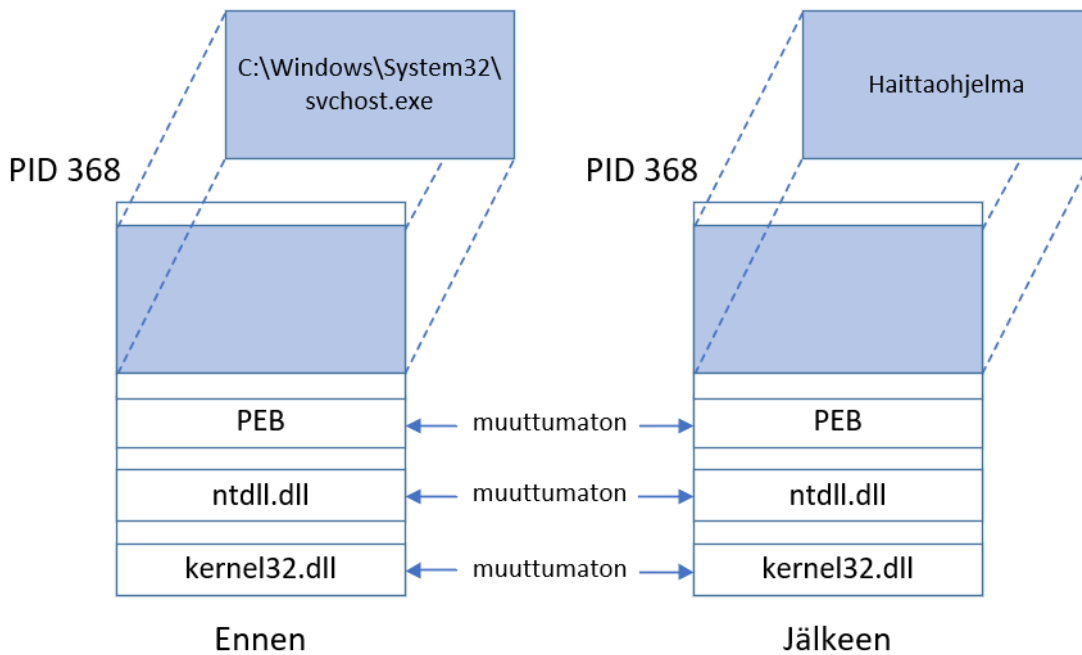 C:\Windows\System32\
svchost.exe
Haittaohjelma
PID 368
PID 368
PEB
muuttumaton
PEB
ntdll.dll
muuttumaton
ntdll.dll
kernel32.dll
muuttumaton
kernel32.dll
Ennen
Jälkeen